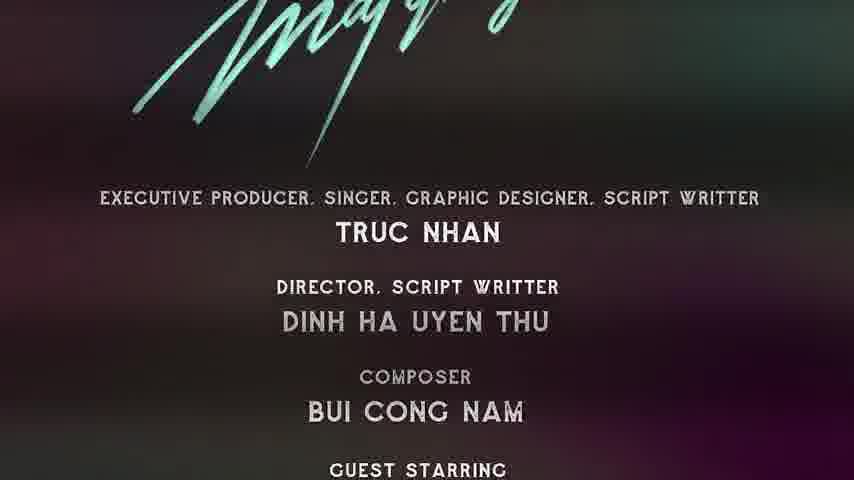 EXECUTIVE PRODUCER. SINGER. GRAPHIC DESIGNER. SCRIPT WRITTER
TRUC NHAN
DIRECTOR. SCRIPT WRITTER
DINH HA UYEN THU
COMPOSER
BUI CONG NAM
GUEST STARRING